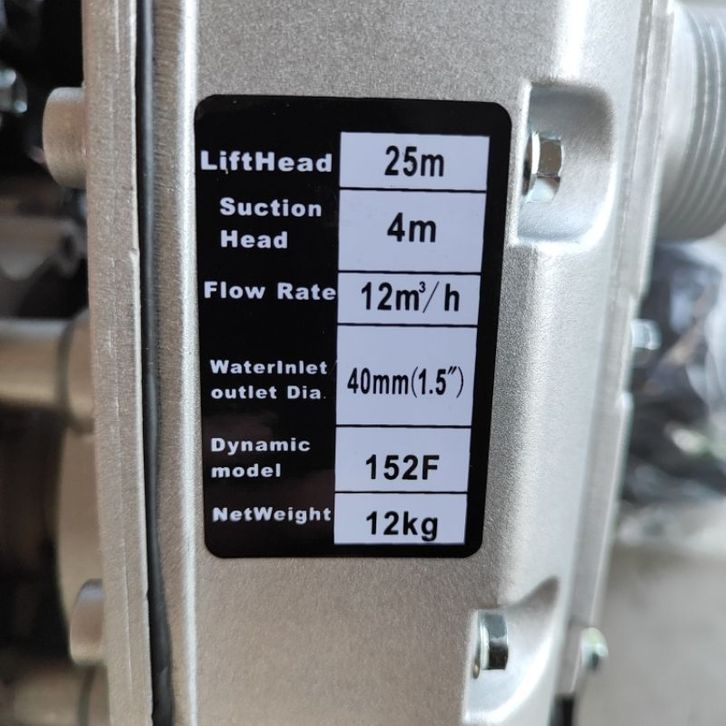 LiftHead 25m
Suction
Head 4m
Flow Rate 12m³/h
WaterInlet/
outlet Dia. 40mm(1.5")
Dynamic
model 152F
NetWeight 12kg